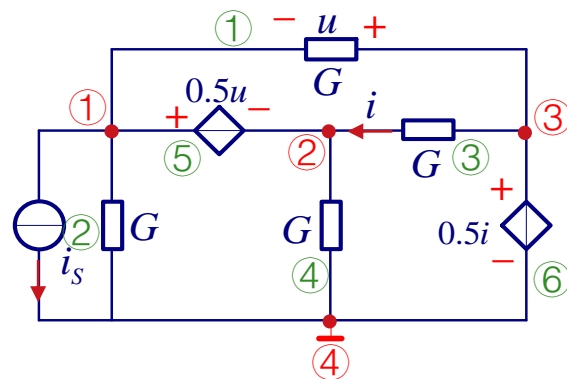 ① − u +
G
① + 0.5u − i
⑤ ② G ③ ③
② G G + 
i_S ④ 0.5i −
⑥
④